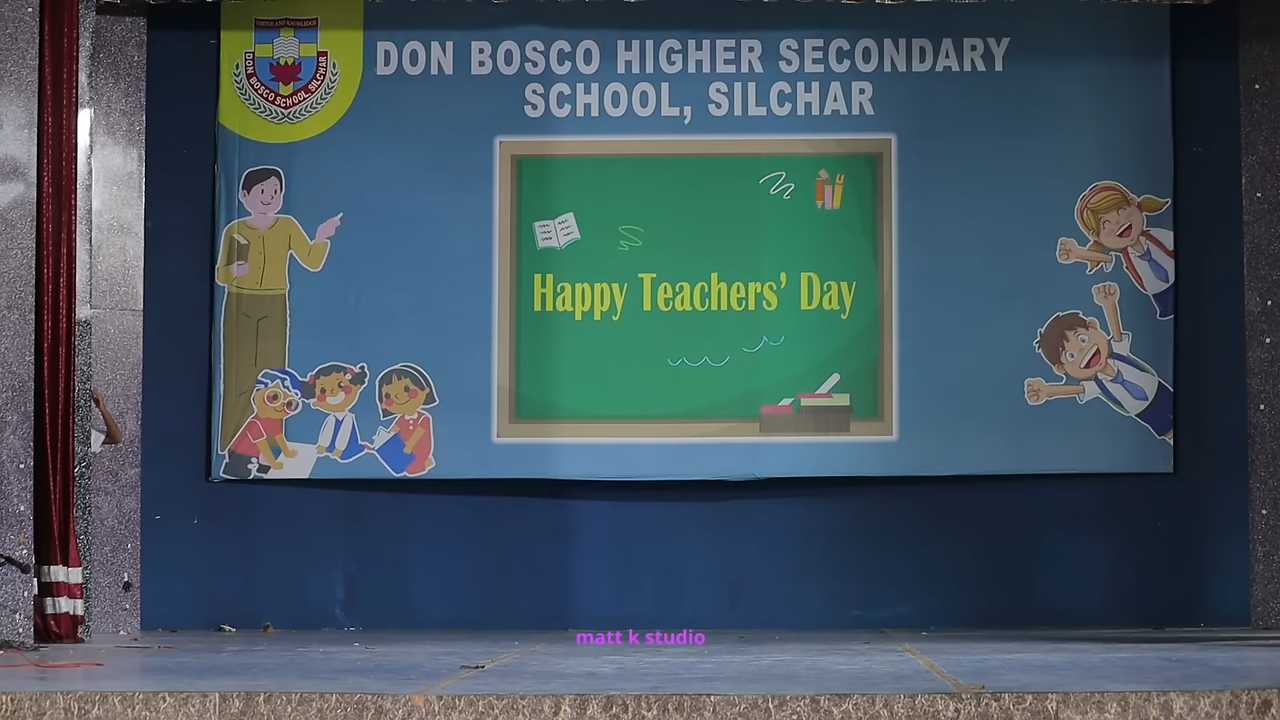 VIRTUE AND KNOWLEDGE
DON BOSCO SCHOOL, SILCHAR
DON BOSCO HIGHER SECONDARY
SCHOOL, SILCHAR
Happy Teachers' Day
matt k studio